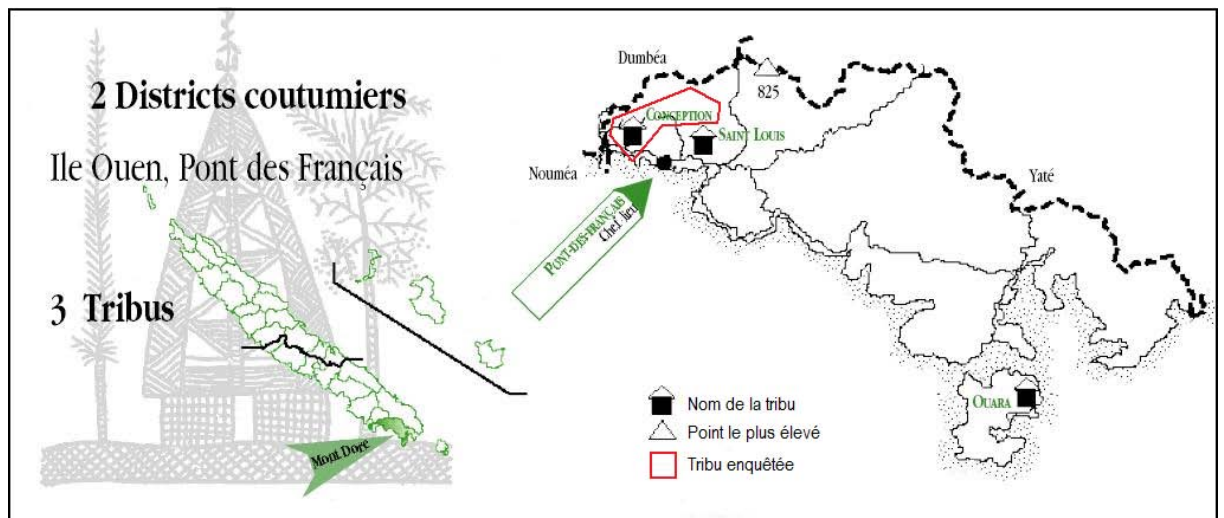 2 Districts coutumiers
Ile Ouen, Pont des Français
3 Tribus
Mont Dore
Dumbéa
825
CONCEPTION
SAINT LOUIS
Nouméa
Yaté
PONT-DES-FRANÇAIS
Chef lieu
OUARA
Nom de la tribu
Point le plus élevé
Tribu enquêtée